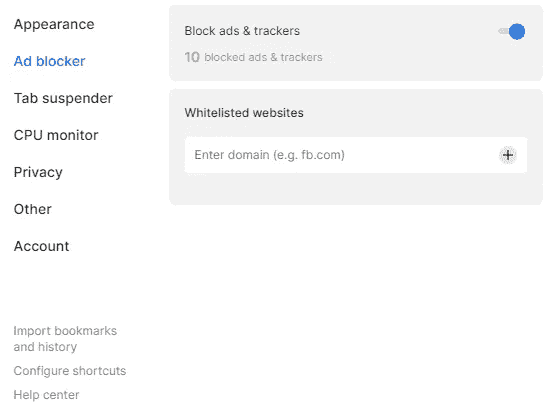 Appearance
Ad blocker
Tab suspender
CPU monitor
Privacy
Other
Account
Import bookmarks
and history
Configure shortcuts
Help center
Block ads & trackers
10 blocked ads & trackers
Whitelisted websites
Enter domain (e.g. fb.com)